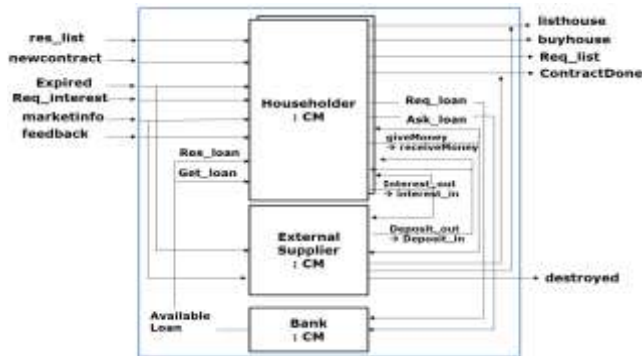 res_list
newcontract
Expired
Req_interest
marketinfo
feedback
Householder
: CM
Res_loan
Get_loan
listhouse
buyhouse
Req_list
ContractDone
Req_loan
Ask_loan
giveMoney
→ receiveMoney
Interest_out
→ Interest_in
External
Supplier
: CM
Deposit_out
→ Deposit_in
destroyed
Available
Loan
Bank
: CM